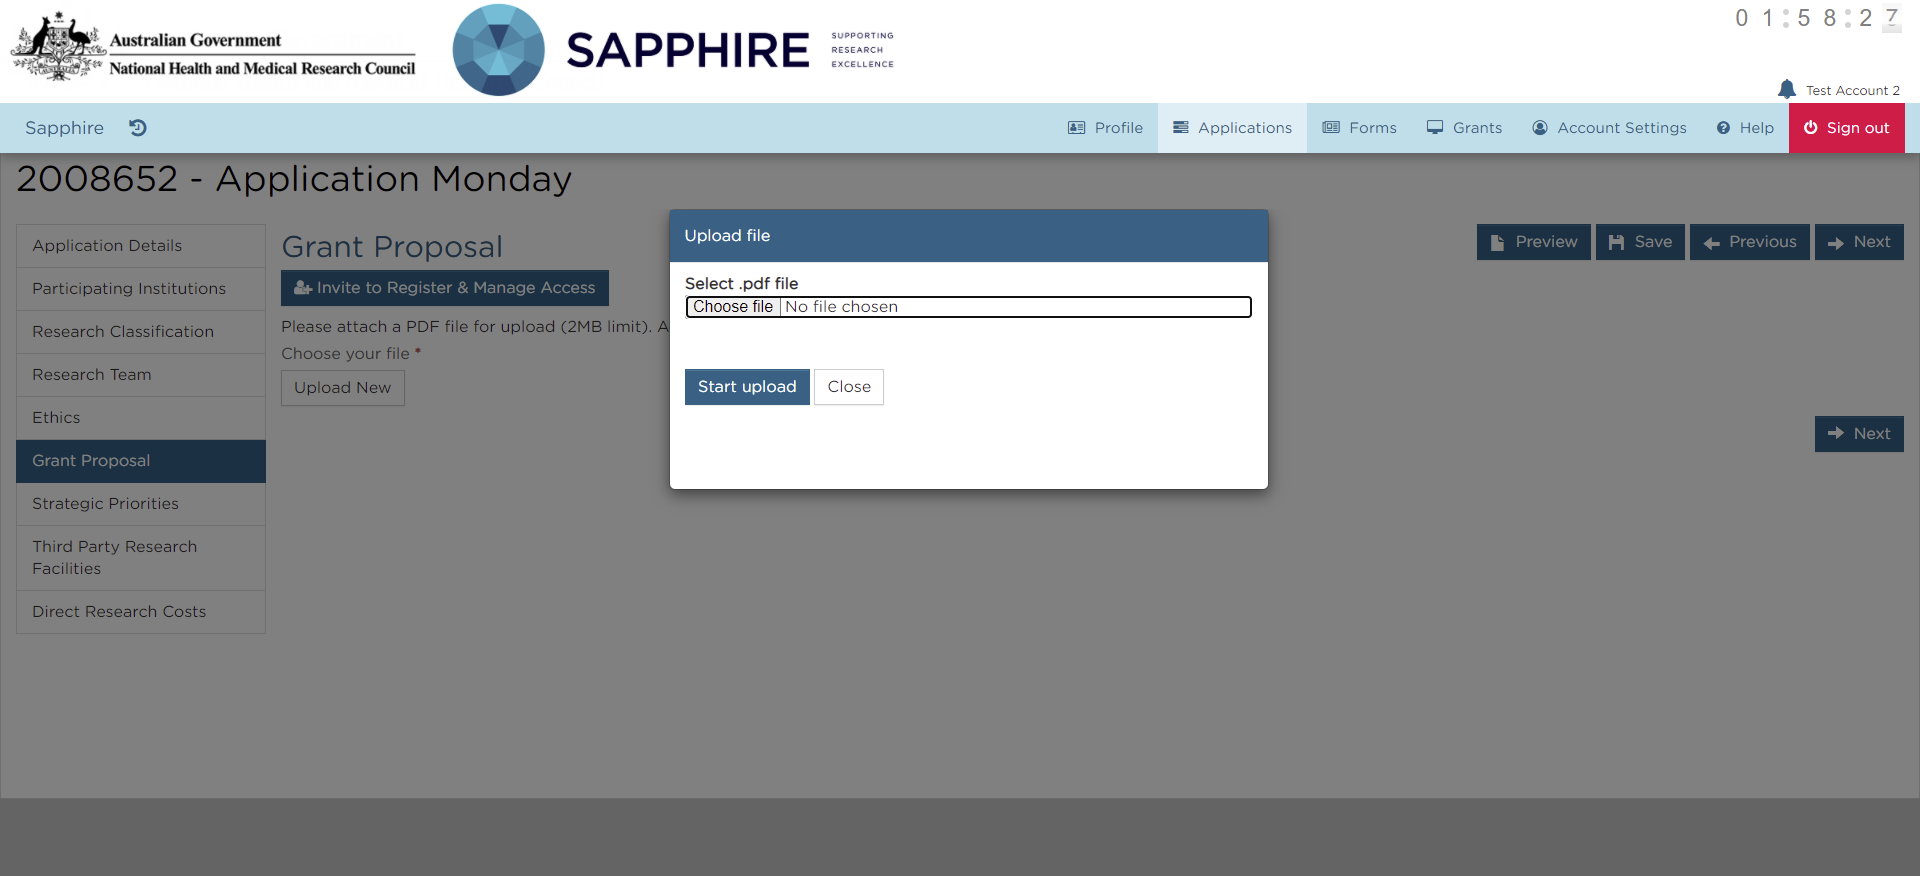 Australian Government
National Health and Medical Research Council
SAPPHIRE
SUPPORTING
RESEARCH
EXCELLENCE
01:58:27
Test Account 2
Sapphire
Profile
Applications
Forms
Grants
Account Settings
Help
Sign out
2008652 - Application Monday
Application Details
Participating Institutions
Research Classification
Research Team
Ethics
Grant Proposal
Strategic Priorities
Third Party Research
Facilities
Direct Research Costs
Grant Proposal
Invite to Register & Manage Access
Please attach a PDF file for upload (2MB limit). A
Choose your file *
Upload New
Upload file
Select .pdf file
Choose file No file chosen
Start upload
Close
Preview
Save
Previous
Next
Next